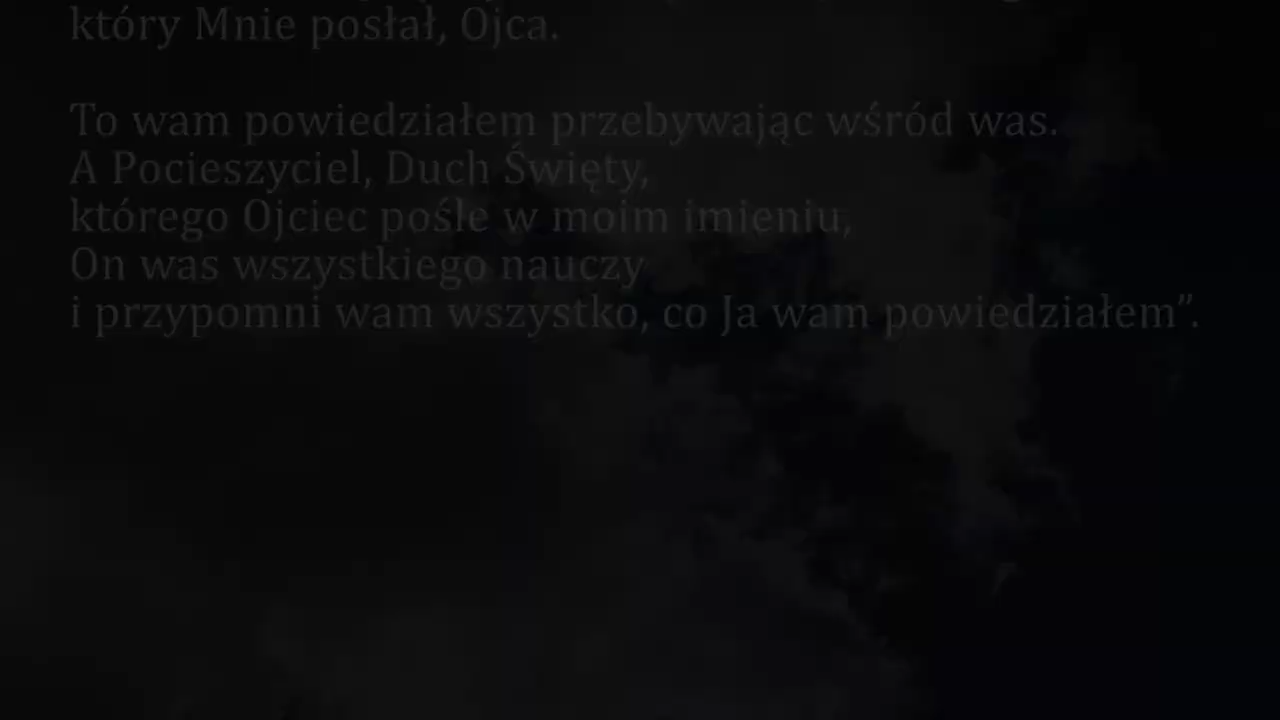 który Mnie posłał, Ojca.
To wam powiedziałem przebywając wśród was.
A Pocieszyciel, Duch Święty,
którego Ojciec pośle w moim imieniu,
On was wszystkiego nauczy
i przypomni wam wszystko, co Ja wam powiedziałem”.